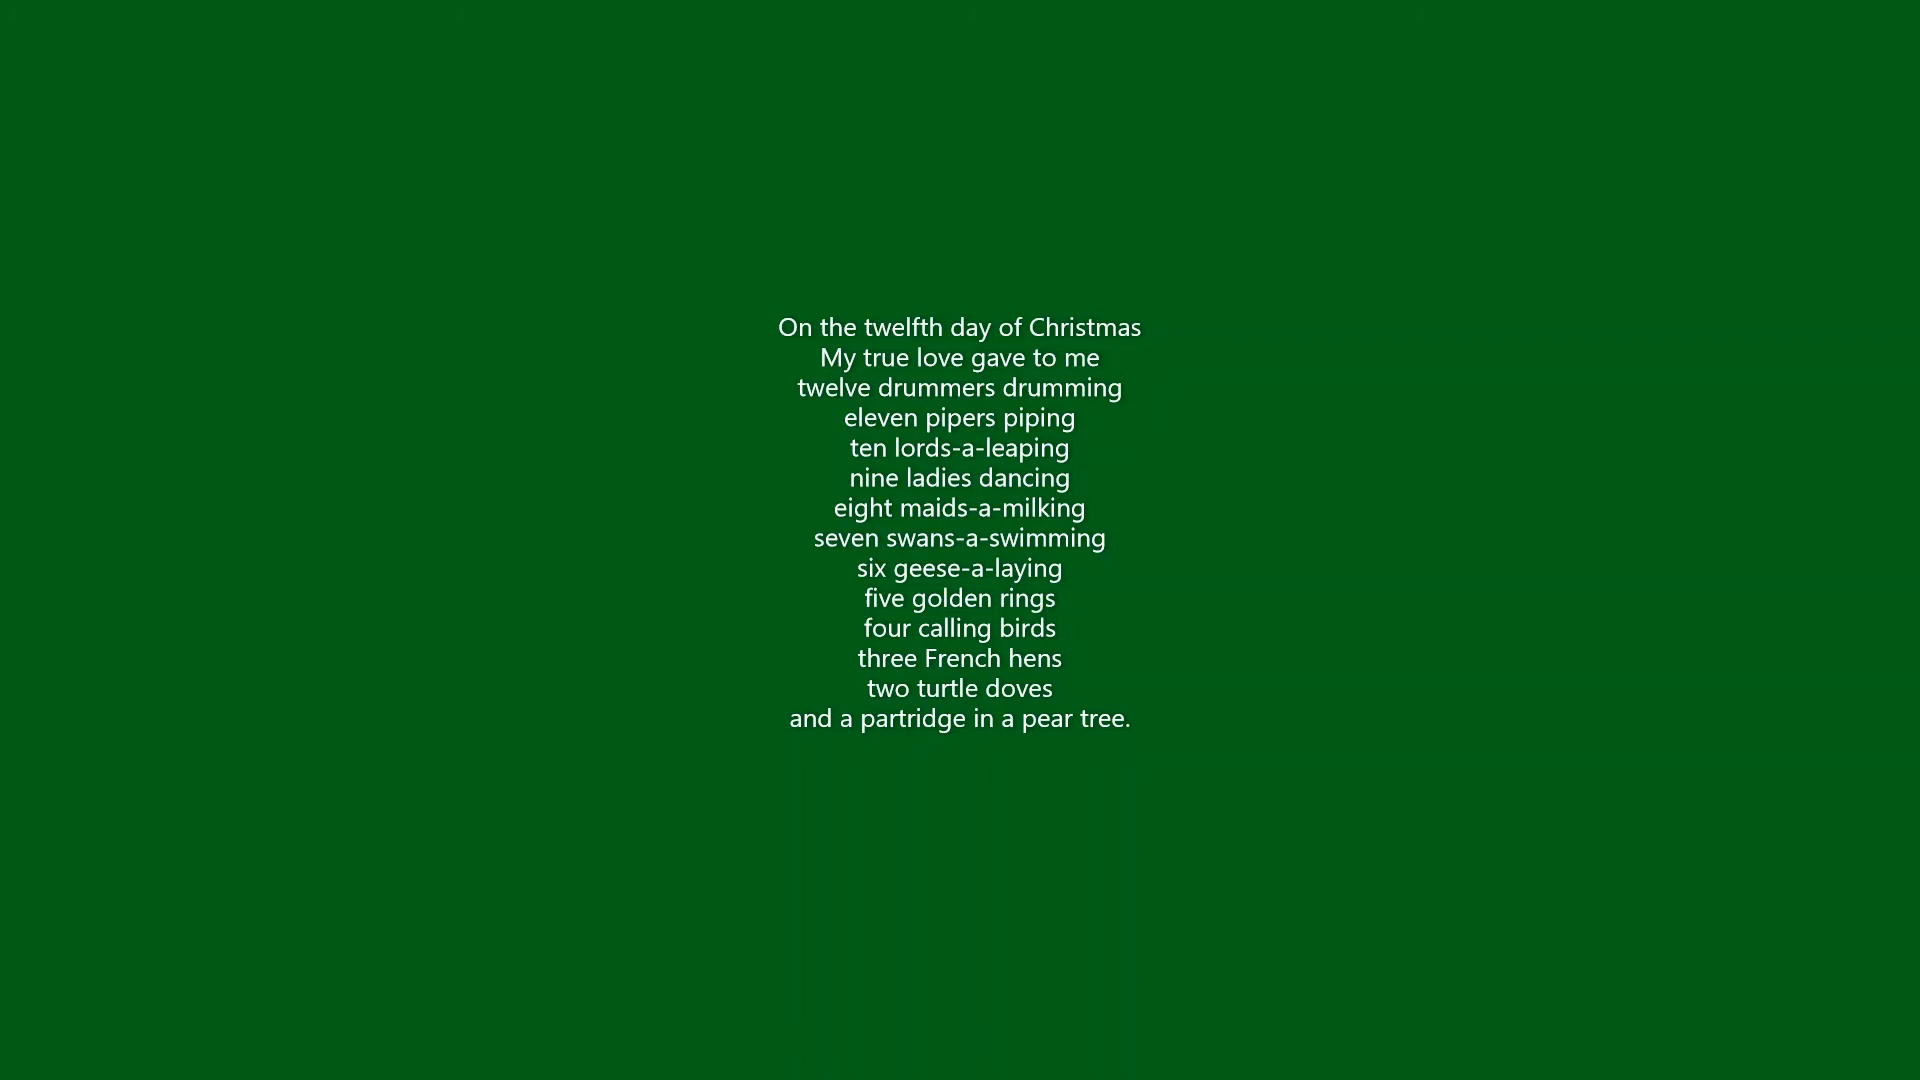 On the twelfth day of Christmas
My true love gave to me
twelve drummers drumming
eleven pipers piping
ten lords-a-leaping
nine ladies dancing
eight maids-a-milking
seven swans-a-swimming
six geese-a-laying
five golden rings
four calling birds
three French hens
two turtle doves
and a partridge in a pear tree.